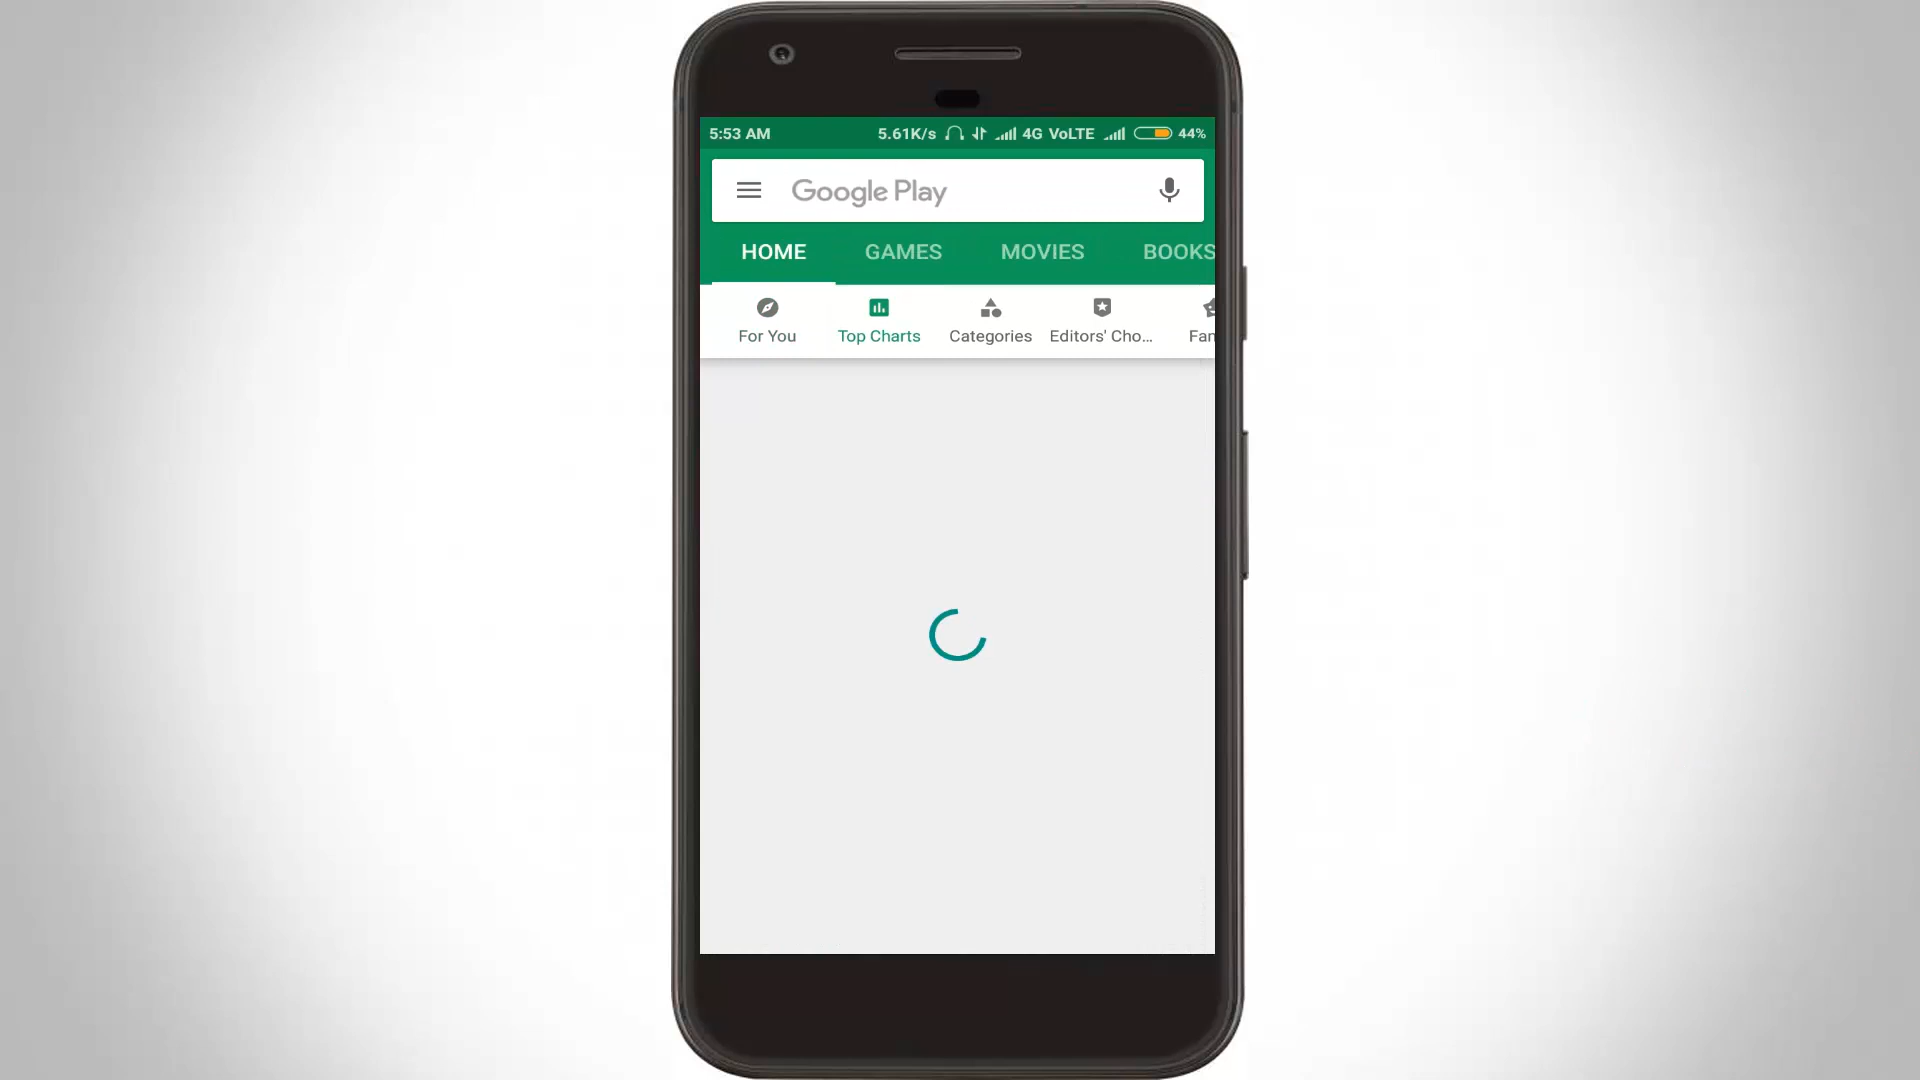 5:53 AM 5.61K/s 4G VoLTE 44%
Google Play
HOME GAMES MOVIES BOOKS
For You Top Charts Categories Editors' Cho... Fam